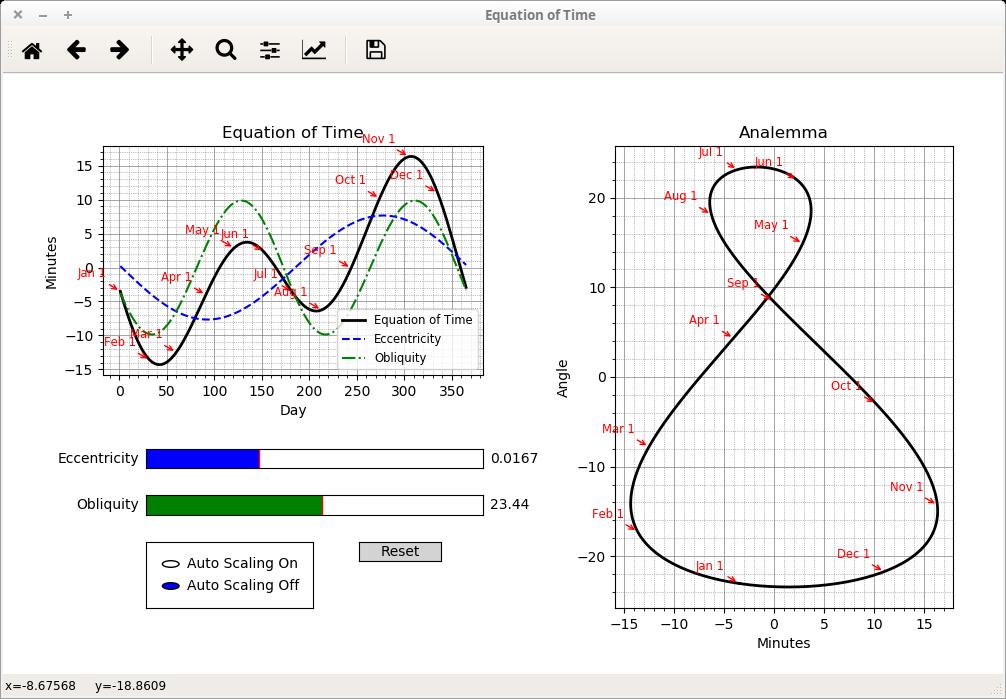 Equation of Time
Equation of Time
Minutes
15
10
5
0
−5
−10
−15
Jan 1
Feb 1
Mar 1
Apr 1
May 1
Jun 1
Jul 1
Aug 1
Sep 1
Oct 1
Nov 1
Dec 1
Equation of Time
Eccentricity
Obliquity
0 50 100 150 200 250 300 350
Day
Eccentricity 0.0167
Obliquity 23.44
Auto Scaling On
Auto Scaling Off
Reset
Analemma
Angle
20
10
0
−10
−20
Jul 1
Jun 1
Aug 1
May 1
Sep 1
Apr 1
Oct 1
Mar 1
Nov 1
Feb 1
Dec 1
Jan 1
−15 −10 −5 0 5 10 15
Minutes
x=-8.67568 y=-18.8609